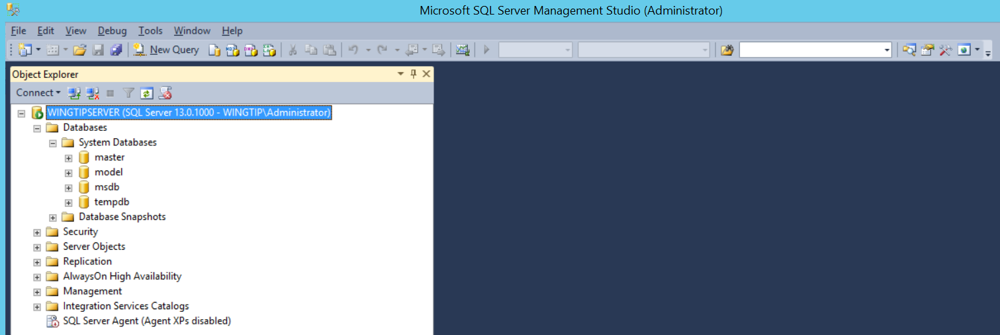 Microsoft SQL Server Management Studio (Administrator)
File Edit View Debug Tools Window Help
New Query
Object Explorer
Connect
WINGTIPSERVER (SQL Server 13.0.1000 - WINGTIP\Administrator)
Databases
System Databases
master
model
msdb
tempdb
Database Snapshots
Security
Server Objects
Replication
AlwaysOn High Availability
Management
Integration Services Catalogs
SQL Server Agent (Agent XPs disabled)